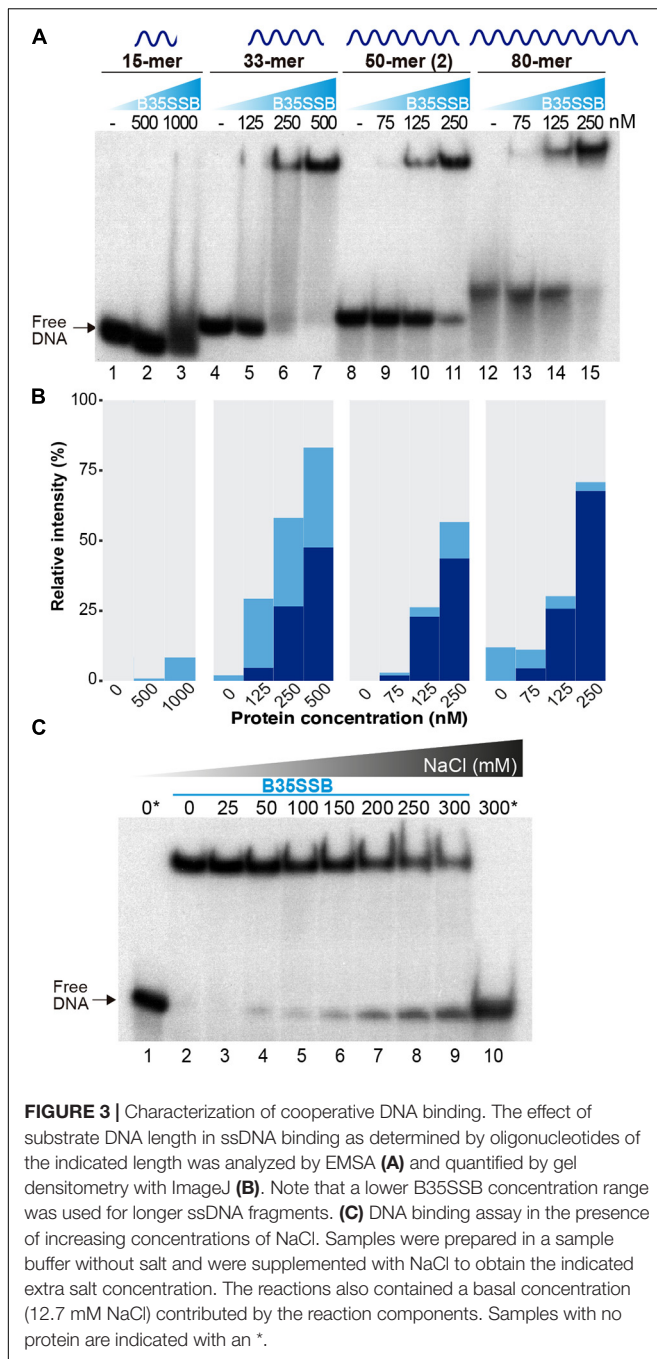 A
15-mer 33-mer 50-mer (2) 80-mer
B35SSB B35SSB B35SSB B35SSB
- 500 1000 - 125 250 500 - 75 125 250 - 75 125 250 nM
Free
DNA
1 2 3 4 5 6 7 8 9 10 11 12 13 14 15
B
100
75
50
25
0
Relative intensity (%)
0 500 1000 0 125 250 500 0 75 125 250 0 75 125 250
Protein concentration (nM)
C
NaCl (mM)
B35SSB
0* 0 25 50 100 150 200 250 300 300*
Free
DNA
1 2 3 4 5 6 7 8 9 10
FIGURE 3 | Characterization of cooperative DNA binding. The effect of
substrate DNA length in ssDNA binding as determined by oligonucleotides of
the indicated length was analyzed by EMSA (A) and quantified by gel
densitometry with ImageJ (B). Note that a lower B35SSB concentration range
was used for longer ssDNA fragments. (C) DNA binding assay in the presence
of increasing concentrations of NaCl. Samples were prepared in a sample
buffer without salt and were supplemented with NaCl to obtain the indicated
extra salt concentration. The reactions also contained a basal concentration
(12.7 mM NaCl) contributed by the reaction components. Samples with no
protein are indicated with an *.